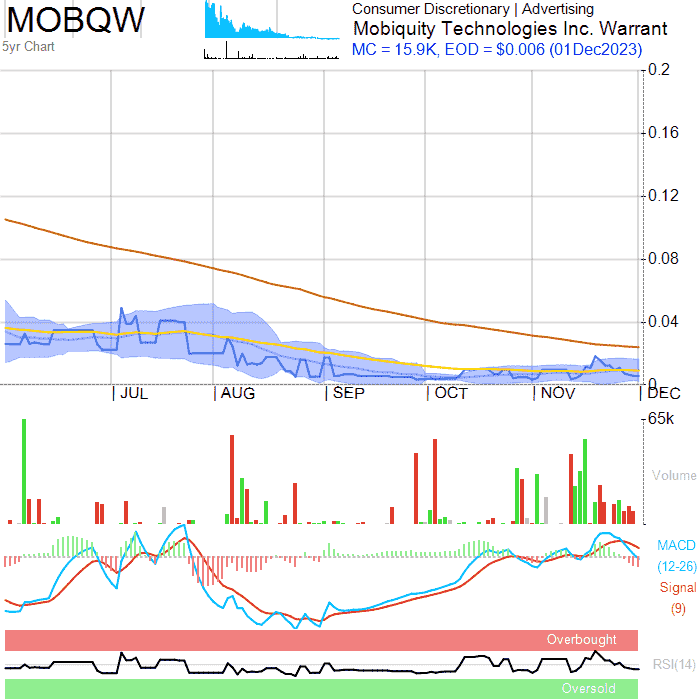 MOBQW
5yr Chart
Consumer Discretionary | Advertising
Mobiquity Technologies Inc. Warrant
MC = 15.9K, EOD = $0.006 (01Dec2023)
0.2
0.16
0.12
0.08
0.04
0
JUL AUG SEP OCT NOV DEC
65k
Volume
MACD
(12-26)
Signal
(9)
Overbought
RSI(14)
Oversold